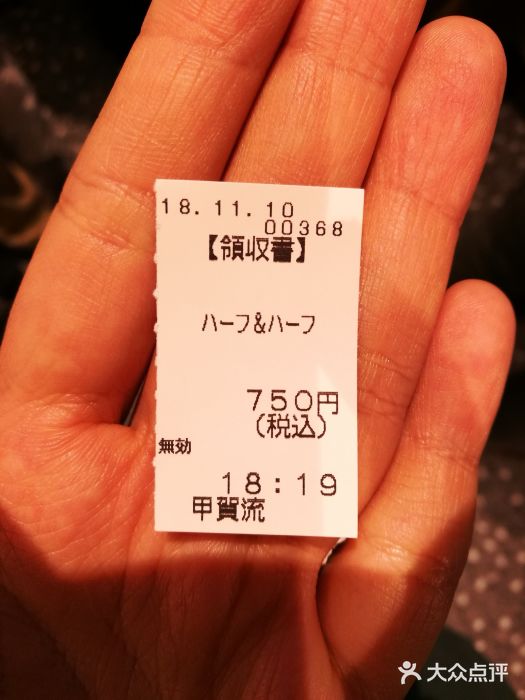 18.11.10
00368
【領収書】
ハーフ&ハーフ
750円
(税込)
無効
18:19
甲賀流
大众点评